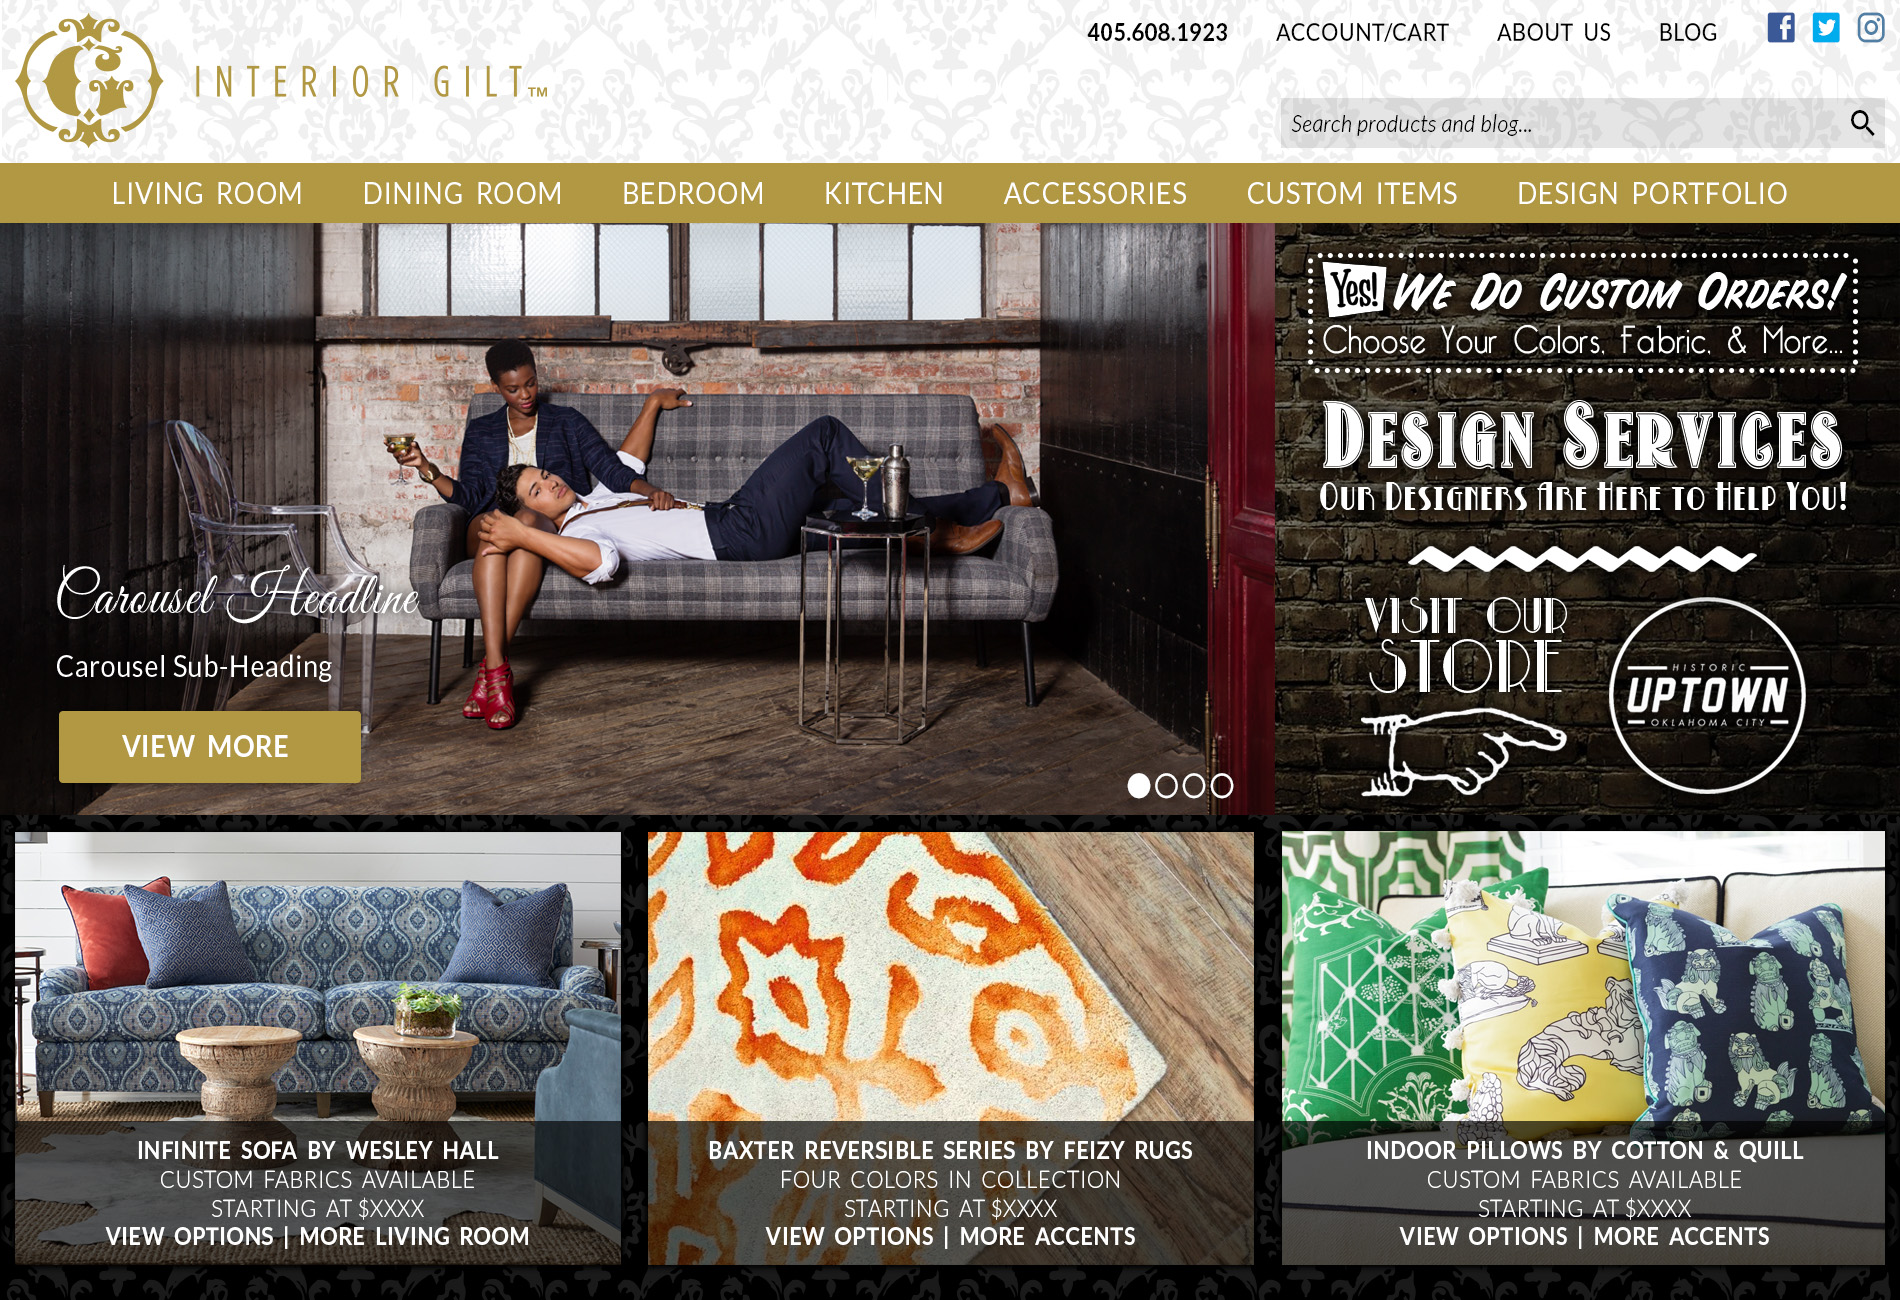 405.608.1923 ACCOUNT/CART ABOUT US BLOG
INTERIOR GILT™
Search products and blog...
LIVING ROOM DINING ROOM BEDROOM KITCHEN ACCESSORIES CUSTOM ITEMS DESIGN PORTFOLIO
Carousel Headline
Carousel Sub-Heading
VIEW MORE
Yes! WE DO CUSTOM ORDERS!
Choose Your Colors, Fabric, & More...
DESIGN SERVICES
OUR DESIGNERS ARE HERE TO HELP YOU!
VISIT OUR
STORE
HISTORIC
UPTOWN
OKLAHOMA CITY
INFINITE SOFA BY WESLEY HALL
CUSTOM FABRICS AVAILABLE
STARTING AT $XXXX
VIEW OPTIONS | MORE LIVING ROOM
BAXTER REVERSIBLE SERIES BY FEIZY RUGS
FOUR COLORS IN COLLECTION
STARTING AT $XXXX
VIEW OPTIONS | MORE ACCENTS
INDOOR PILLOWS BY COTTON & QUILL
CUSTOM FABRICS AVAILABLE
STARTING AT $XXXX
VIEW OPTIONS | MORE ACCENTS